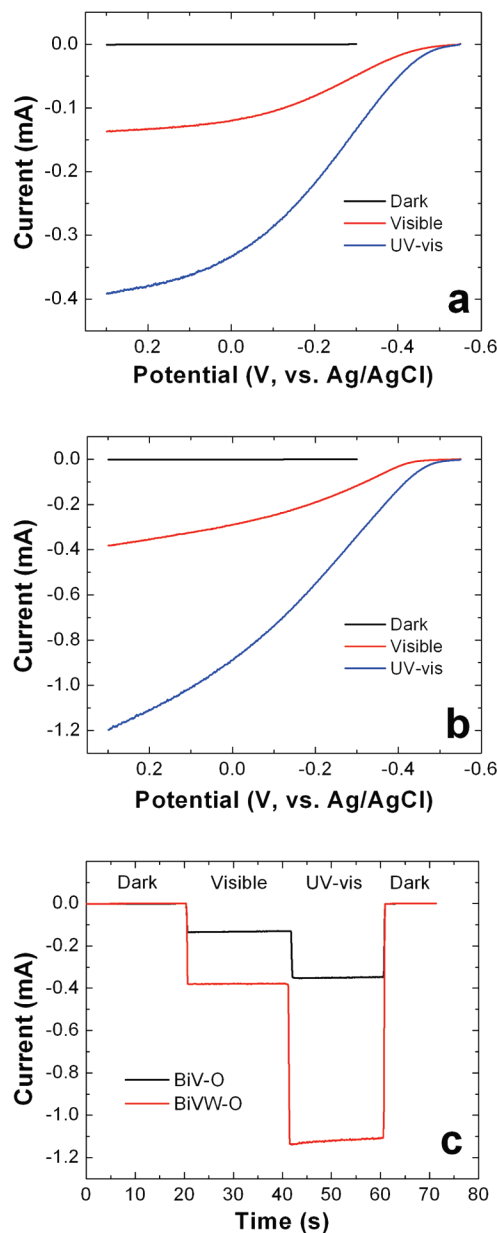 0.0
-0.1
-0.2
-0.3
-0.4
Current (mA)
Dark
Visible
UV-vis
a
0.2 0.0 -0.2 -0.4 -0.6
Potential (V, vs. Ag/AgCl)
0.0
-0.2
-0.4
-0.6
-0.8
-1.0
-1.2
Current (mA)
Dark
Visible
UV-vis
b
0.2 0.0 -0.2 -0.4 -0.6
Potential (V, vs. Ag/AgCl)
Dark Visible UV-vis Dark
0.0
-0.2
-0.4
-0.6
-0.8
-1.0
-1.2
Current (mA)
BiV-O
BiVW-O
c
0 10 20 30 40 50 60 70 80
Time (s)